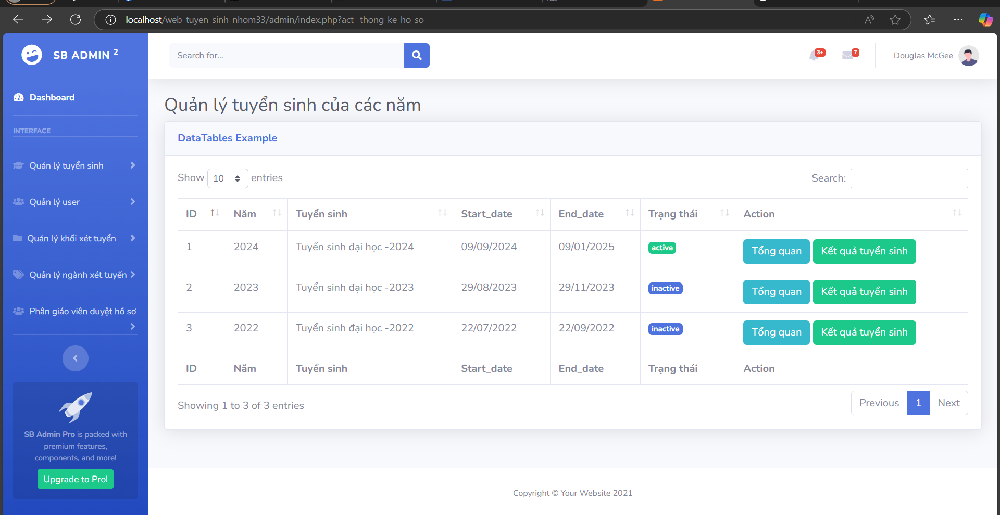 localhost/web_tuyen_sinh_nhom33/admin/index.php?act=thong-ke-ho-so
SB ADMIN 2
Search for...
3+
7
Douglas McGee
Dashboard
INTERFACE
Quản lý tuyển sinh
Quản lý user
Quản lý khối xét tuyển
Quản lý ngành xét tuyển
Phân giáo viên duyệt hồ sơ
SB Admin Pro is packed with
premium features,
components, and more!
Upgrade to Pro!
Quản lý tuyển sinh của các năm
DataTables Example
Show 10 entries
Search:
ID Năm Tuyển sinh Start_date End_date Trạng thái Action
1 2024 Tuyển sinh đại học -2024 09/09/2024 09/01/2025 active Tổng quan Kết quả tuyển sinh
2 2023 Tuyển sinh đại học -2023 29/08/2023 29/11/2023 inactive Tổng quan Kết quả tuyển sinh
3 2022 Tuyển sinh đại học -2022 22/07/2022 22/09/2022 inactive Tổng quan Kết quả tuyển sinh
ID Năm Tuyển sinh Start_date End_date Trạng thái Action
Showing 1 to 3 of 3 entries
Previous 1 Next
Copyright © Your Website 2021